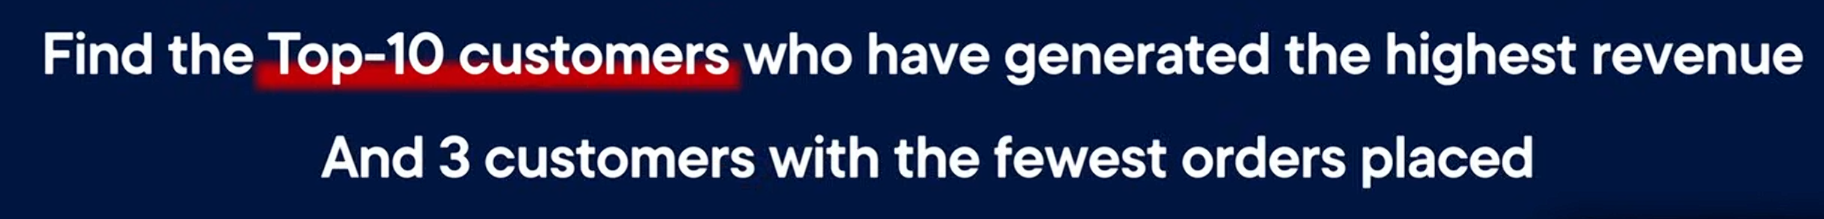 Find the Top-10 customers who have generated the highest revenue
And 3 customers with the fewest orders placed